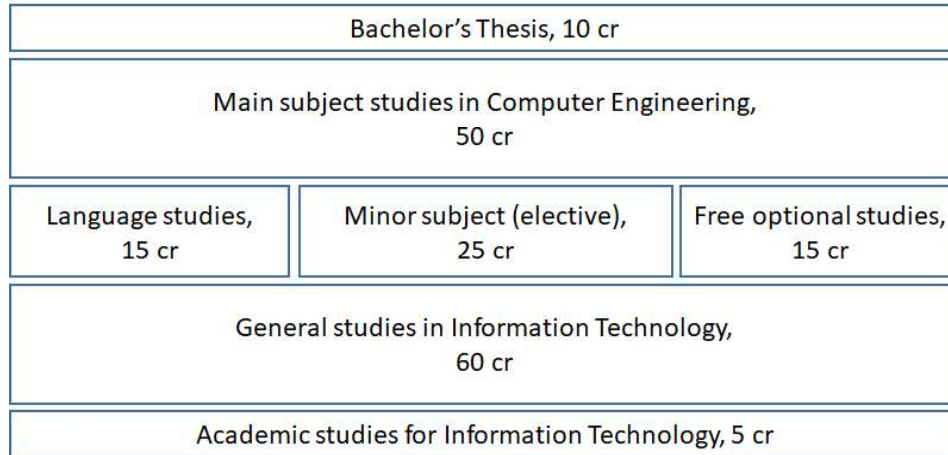 Bachelor’s Thesis, 10 cr
Main subject studies in Computer Engineering,
50 cr
Language studies,
15 cr
Minor subject (elective),
25 cr
Free optional studies,
15 cr
General studies in Information Technology,
60 cr
Academic studies for Information Technology, 5 cr